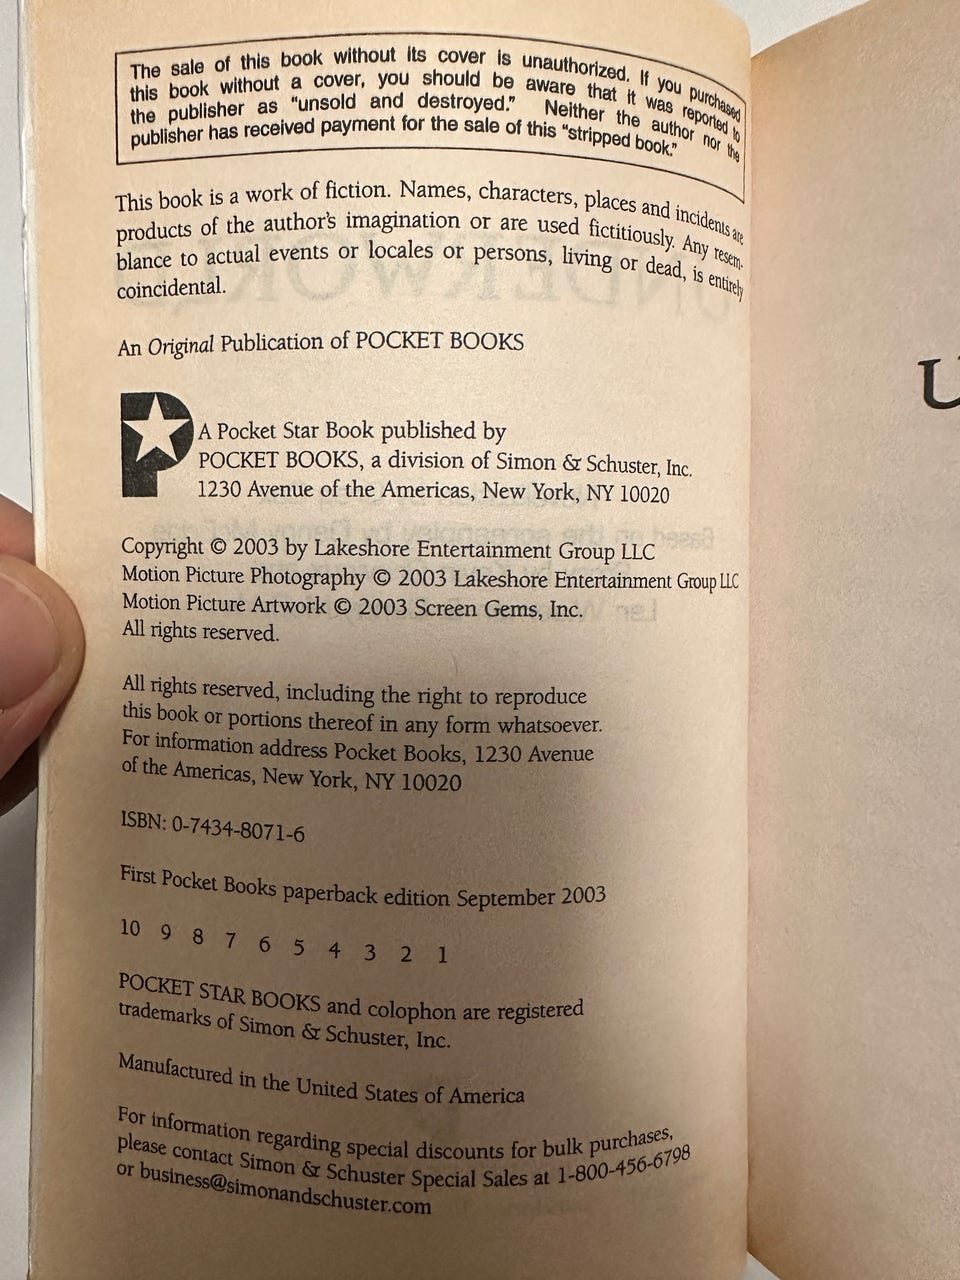 The sale of this book without its cover is unauthorized. If you purchased
this book without a cover, you should be aware that it was reported to
the publisher as "unsold and destroyed." Neither the author nor the
publisher has received payment for the sale of this "stripped book."
This book is a work of fiction. Names, characters, places and incidents are
products of the author's imagination or are used fictitiously. Any resem-
blance to actual events or locales or persons, living or dead, is entirely
coincidental.
An Original Publication of POCKET BOOKS
A Pocket Star Book published by
POCKET BOOKS, a division of Simon & Schuster, Inc.
1230 Avenue of the Americas, New York, NY 10020
Copyright © 2003 by Lakeshore Entertainment Group LLC
Motion Picture Photography © 2003 Lakeshore Entertainment Group LLC
Motion Picture Artwork © 2003 Screen Gems, Inc.
All rights reserved.
All rights reserved, including the right to reproduce
this book or portions thereof in any form whatsoever.
For information address Pocket Books, 1230 Avenue
of the Americas, New York, NY 10020
ISBN: 0-7434-8071-6
First Pocket Books paperback edition September 2003
10 9 8 7 6 5 4 3 2 1
POCKET STAR BOOKS and colophon are registered
trademarks of Simon & Schuster, Inc.
Manufactured in the United States of America
For information regarding special discounts for bulk purchases,
please contact Simon & Schuster Special Sales at 1-800-456-6798
or business@simonandschuster.com
U